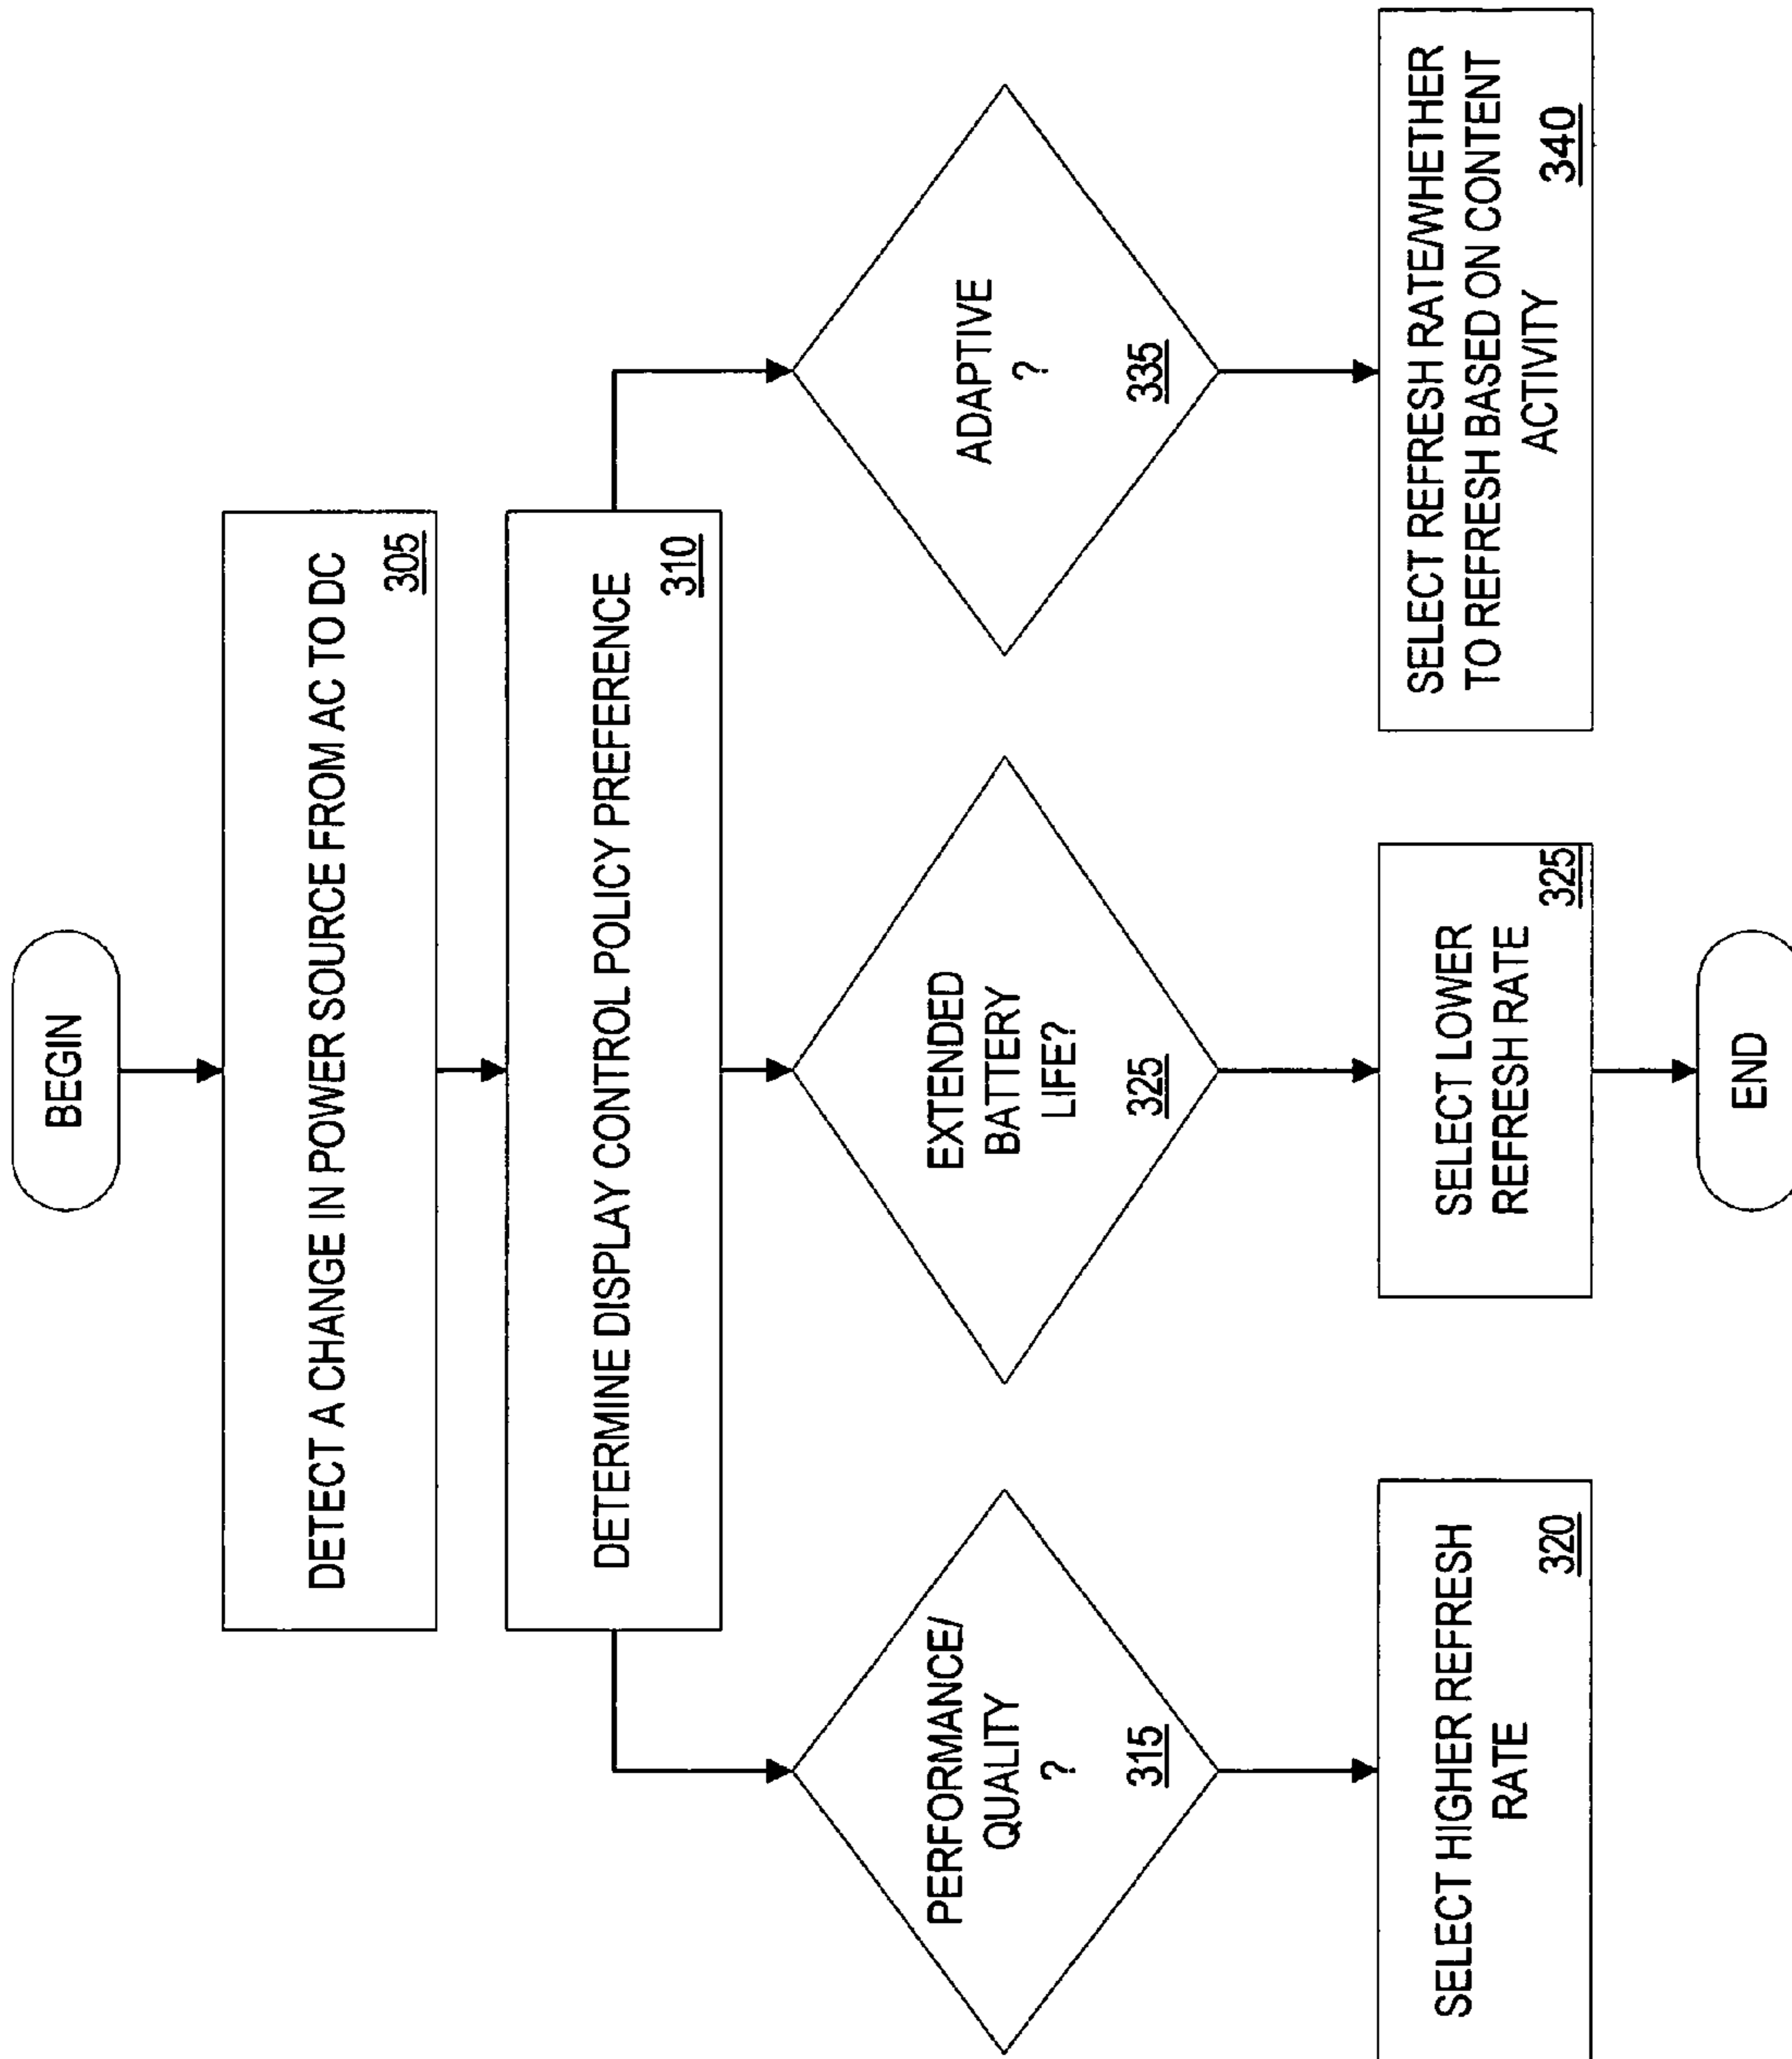 BEGIN
DETECT A CHANGE IN POWER SOURCE FROM AC TO DC
305
DETERMINE DISPLAY CONTROL POLICY PREFERENCE
310
PERFORMANCE/
QUALITY
?
315
EXTENDED
BATTERY
LIFE?
325
ADAPTIVE
?
335
SELECT HIGHER REFRESH
RATE
320
SELECT LOWER
REFRESH RATE
325
SELECT REFRESH RATE/WHETHER
TO REFRESH BASED ON CONTENT
ACTIVITY
340
END